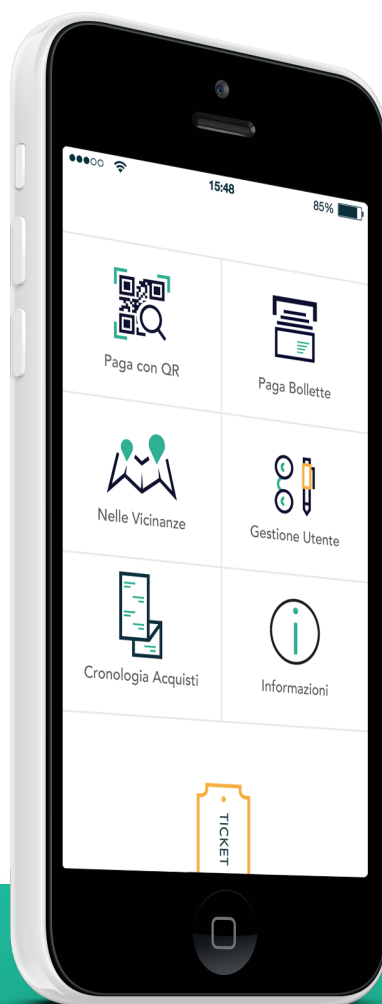 15:48
85%
Paga con QR
Paga Bollette
Nelle Vicinanze
Gestione Utente
Cronologia Acquisti
Informazioni
TICKET